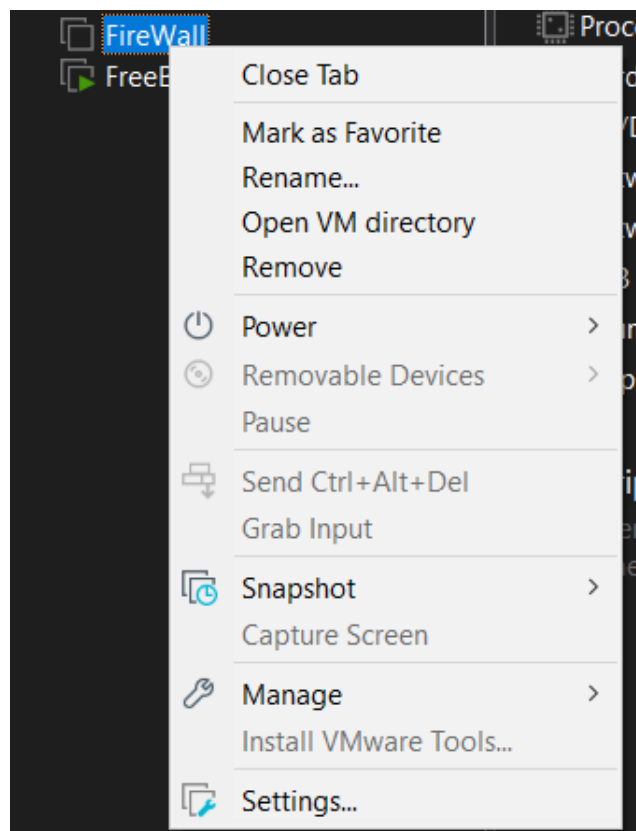 FireWall
Close Tab
Mark as Favorite
Rename...
Open VM directory
Remove
Power
Removable Devices
Pause
Send Ctrl+Alt+Del
Grab Input
Snapshot
Capture Screen
Manage
Install VMware Tools...
Settings...